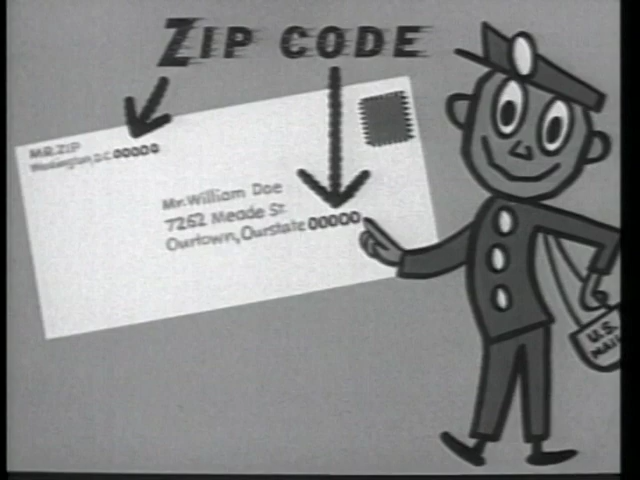 ZIP CODE
MR.ZIP
Washington, D.C. 00000
Mr. William Doe
7262 Meade St.
Ourtown, Ourstate 00000
U.S.
MAIL